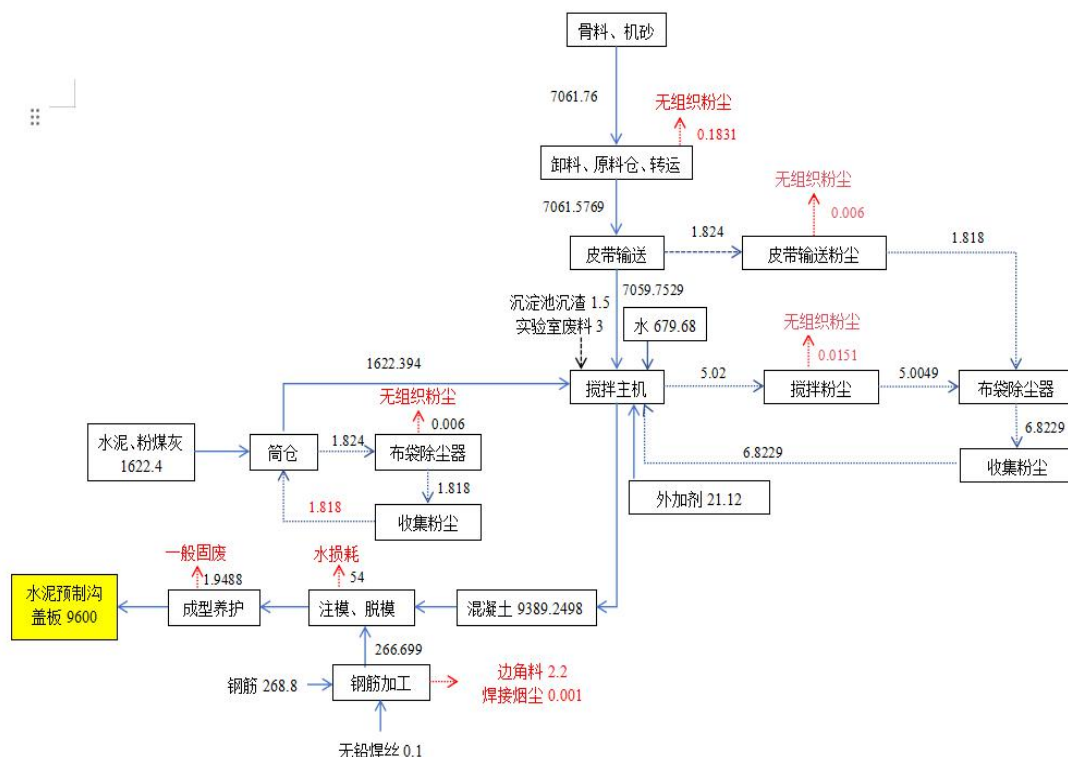 骨料、机砂
7061.76
无组织粉尘
0.1831
卸料、原料仓、转运
7061.5769
无组织粉尘
0.006
1.824
1.818
皮带输送
皮带输送粉尘
7059.7529
沉淀池沉渣 1.5
实验室废料 3
水 679.68
无组织粉尘
0.0151
1622.394
搅拌主机
5.02
搅拌粉尘
5.0049
布袋除尘器
无组织粉尘
0.006
水泥、粉煤灰
1622.4
筒仓
1.824
布袋除尘器
6.8229
6.8229
收集粉尘
1.818
1.818
收集粉尘
外加剂 21.12
一般固废
1.9488
水损耗
54
水泥预制沟
盖板 9600
成型养护
注模、脱模
混凝土 9389.2498
266.699
钢筋 268.8
钢筋加工
边角料 2.2
焊接烟尘 0.001
无铅焊丝 0.1